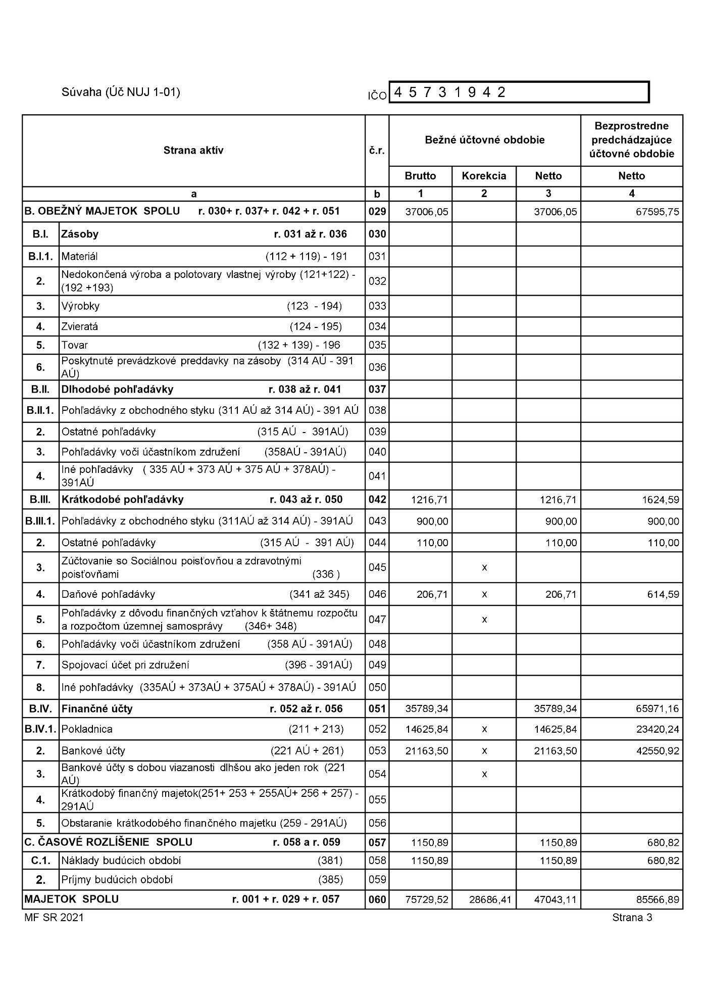 Súvaha (Úč NUJ 1-01)
IČO 4 5 7 3 1 9 4 2
Strana aktív č.r. Bežné účtovné obdobie Bezprostredne predchádzajúce účtovné obdobie
Brutto Korekcia Netto Netto
a b 1 2 3 4
B. OBEŽNÝ MAJETOK SPOLU r. 030+ r. 037+ r. 042 + r. 051 029 37006,05 37006,05 67595,75
B.I. Zásoby r. 031 až r. 036 030
B.I.1. Materiál (112 + 119) - 191 031
2. Nedokončená výroba a polotovary vlastnej výroby (121+122) -
(192 +193) 032
3. Výrobky (123 - 194) 033
4. Zvieratá (124 - 195) 034
5. Tovar (132 + 139) - 196 035
6. Poskytnuté prevádzkové preddavky na zásoby (314 AÚ - 391
AÚ) 036
B.II. Dlhodobé pohľadávky r. 038 až r. 041 037
B.II.1. Pohľadávky z obchodného styku (311 AÚ až 314 AÚ) - 391 AÚ 038
2. Ostatné pohľadávky (315 AÚ - 391AÚ) 039
3. Pohľadávky voči účastníkom združení (358AÚ - 391AÚ) 040
4. Iné pohľadávky ( 335 AÚ + 373 AÚ + 375 AÚ + 378AÚ) -
391AÚ 041
B.III. Krátkodobé pohľadávky r. 043 až r. 050 042 1216,71 1216,71 1624,59
B.III.1. Pohľadávky z obchodného styku (311AÚ až 314 AÚ) - 391AÚ 043 900,00 900,00 900,00
2. Ostatné pohľadávky (315 AÚ - 391 AÚ) 044 110,00 110,00 110,00
3. Zúčtovanie so Sociálnou poisťovňou a zdravotnými
poisťovňami (336 ) 045 x
4. Daňové pohľadávky (341 až 345) 046 206,71 x 206,71 614,59
5. Pohľadávky z dôvodu finančných vzťahov k štátnemu rozpočtu
a rozpočtom územnej samosprávy (346+ 348) 047 x
6. Pohľadávky voči účastníkom združení (358 AÚ - 391AÚ) 048
7. Spojovací účet pri združení (396 - 391AÚ) 049
8. Iné pohľadávky (335AÚ + 373AÚ + 375AÚ + 378AÚ) - 391AÚ 050
B.IV. Finančné účty r. 052 až r. 056 051 35789,34 35789,34 65971,16
B.IV.1. Pokladnica (211 + 213) 052 14625,84 x 14625,84 23420,24
2. Bankové účty (221 AÚ + 261) 053 21163,50 x 21163,50 42550,92
3. Bankové účty s dobou viazanosti dlhšou ako jeden rok (221
AÚ) 054 x
4. Krátkodobý finančný majetok(251+ 253 + 255AÚ+ 256 + 257) -
291AÚ 055
5. Obstaranie krátkodobého finančného majetku (259 - 291AÚ) 056
C. ČASOVÉ ROZLÍŠENIE SPOLU r. 058 a r. 059 057 1150,89 1150,89 680,82
C.1. Náklady budúcich období (381) 058 1150,89 1150,89 680,82
2. Príjmy budúcich období (385) 059
MAJETOK SPOLU r. 001 + r. 029 + r. 057 060 75729,52 28686,41 47043,11 85566,89
MF SR 2021 Strana 3